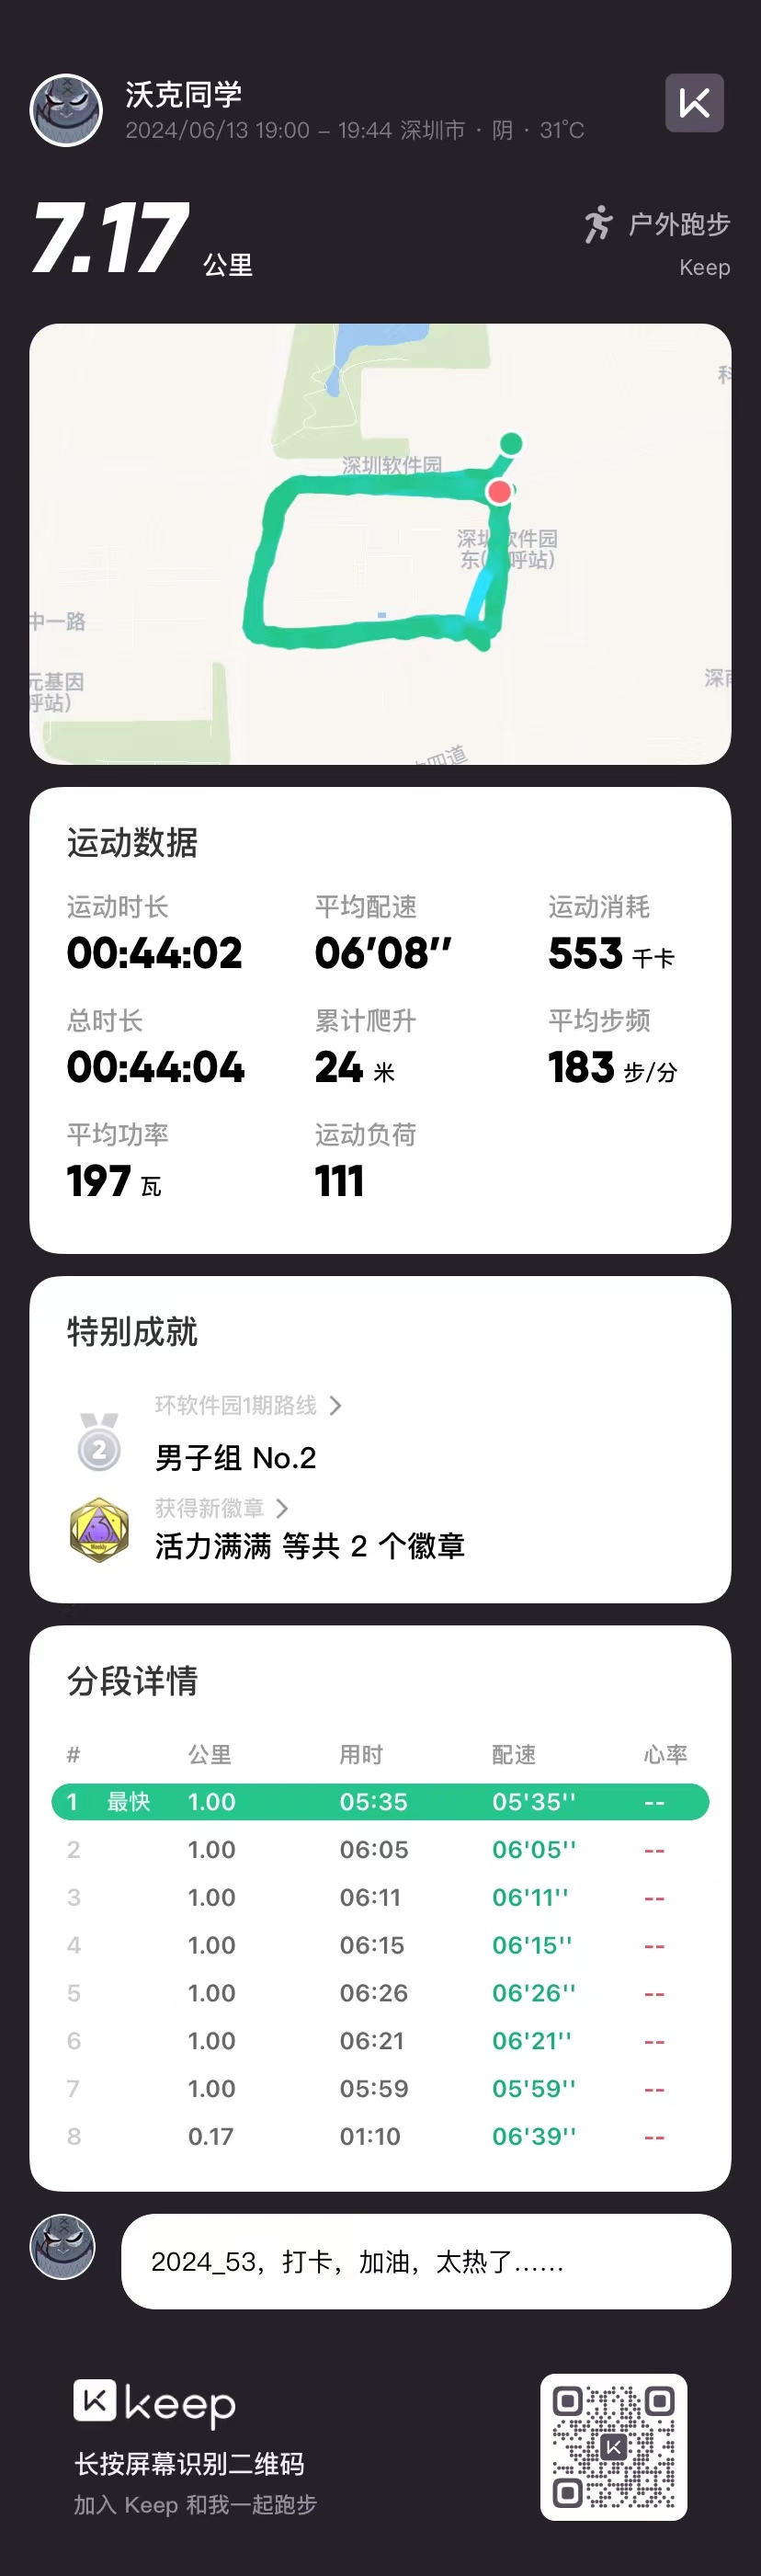 沃克同学
2024/06/13 19:00 – 19:44 深圳市 · 阴 · 31°C
7.17 公里
户外跑步
Keep
科
深圳软件园
深圳软件园
东(呼站)
中一路
元基因
呼站)
深南
四道
运动数据
运动时长 平均配速 运动消耗
00:44:02 06'08'' 553 千卡
总时长 累计爬升 平均步频
00:44:04 24 米 183 步/分
平均功率 运动负荷
197 瓦 111
特别成就
环软件园1期路线 >
2
男子组 No.2
获得新徽章 >
Weekly
活力满满 等共 2 个徽章
分段详情
# 公里 用时 配速 心率
1 最快 1.00 05:35 05'35'' --
2 1.00 06:05 06'05'' --
3 1.00 06:11 06'11'' --
4 1.00 06:15 06'15'' --
5 1.00 06:26 06'26'' --
6 1.00 06:21 06'21'' --
7 1.00 05:59 05'59'' --
8 0.17 01:10 06'39'' --
2024_53，打卡，加油，太热了……
keep
长按屏幕识别二维码
加入 Keep 和我一起跑步